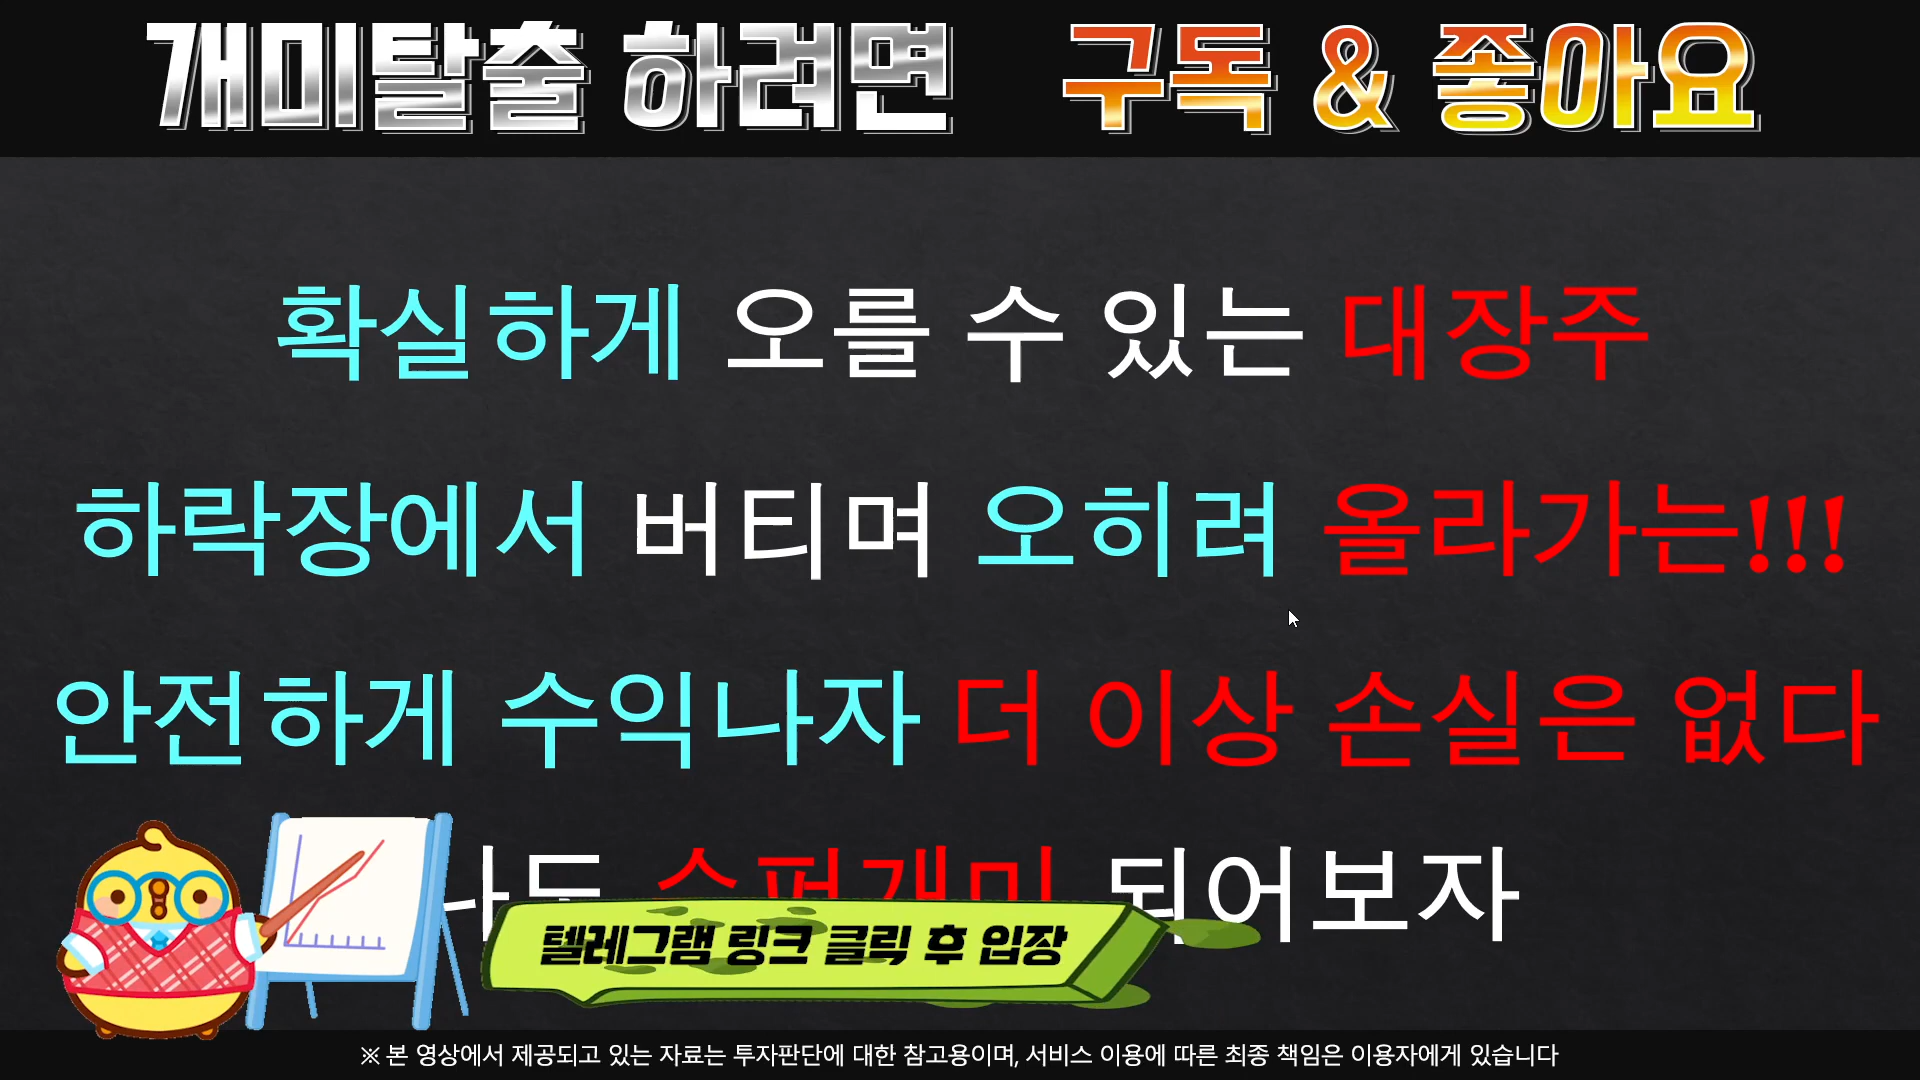 개미탈출 하려면 구독 & 좋아요
확실하게 오를 수 있는 대장주
하락장에서 버티며 오히려 올라가는!!!
안전하게 수익나자 더 이상 손실은 없다
나도 슈퍼개미 되어보자
텔레그램 링크 클릭 후 입장
※ 본 영상에서 제공되고 있는 자료는 투자판단에 대한 참고용이며, 서비스 이용에 따른 최종 책임은 이용자에게 있습니다